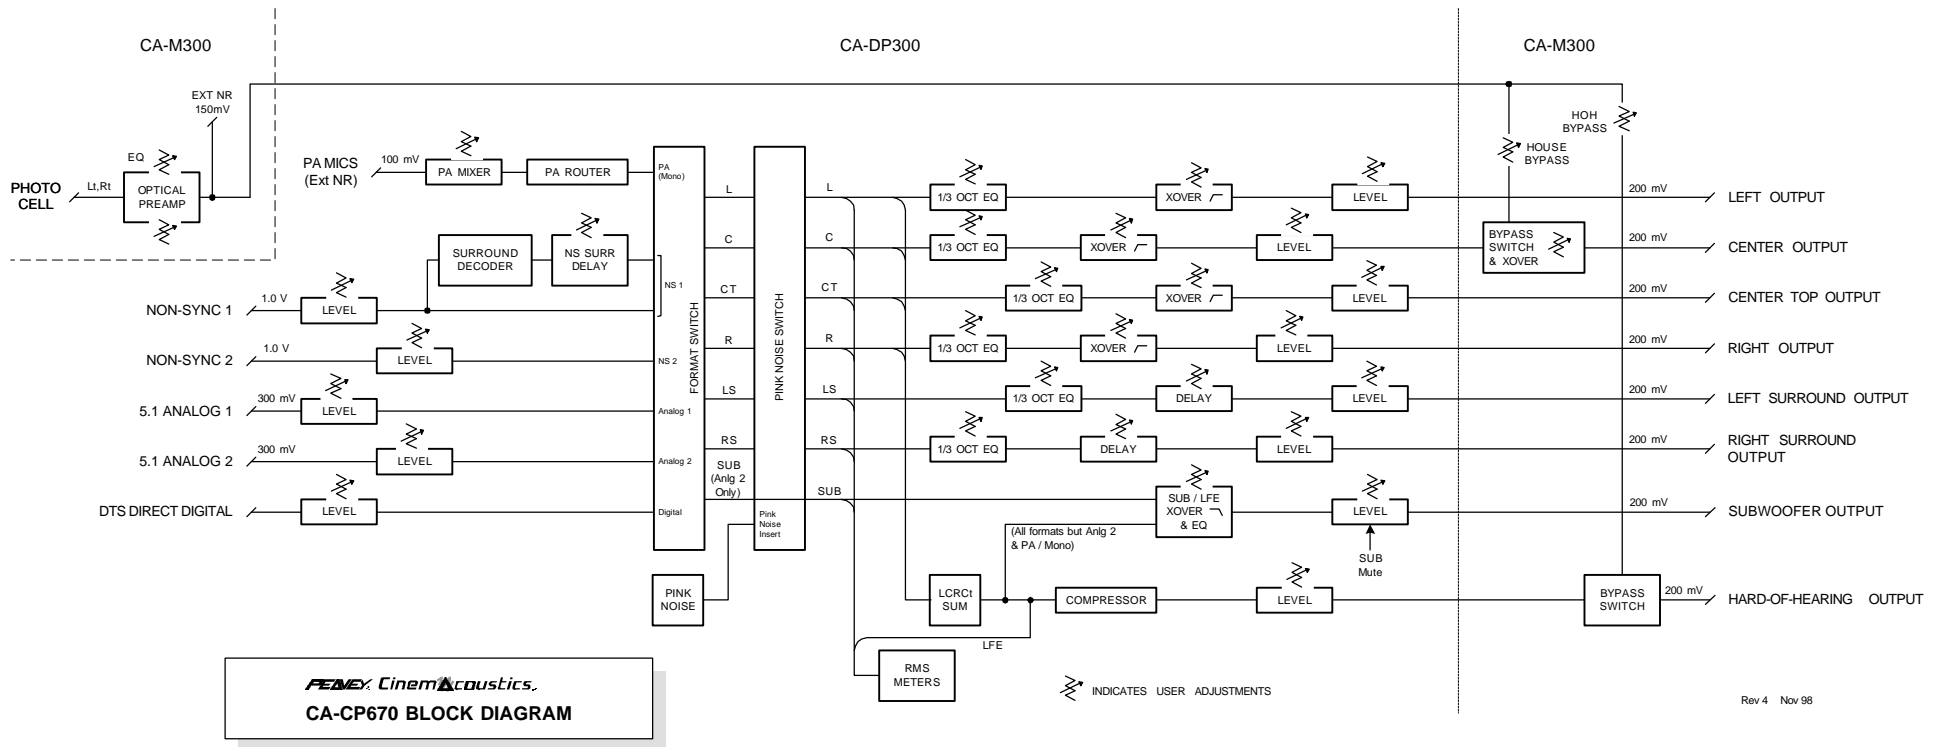 CA-M300
CA-DP300
CA-M300
EXT NR
150mV
EQ
PHOTO
CELL
Lt,Rt
OPTICAL
PREAMP
PA MICS
(Ext NR)
100 mV
PA MIXER
PA ROUTER
PA
(Mono)
SURROUND
DECODER
NS SURR
DELAY
NS 1
NON-SYNC 1
1.0 V
LEVEL
NON-SYNC 2
1.0 V
LEVEL
NS 2
5.1 ANALOG 1
300 mV
LEVEL
Analog 1
5.1 ANALOG 2
300 mV
LEVEL
Analog 2
DTS DIRECT DIGITAL
LEVEL
Digital
FORMAT SWITCH
L
C
CT
R
LS
RS
SUB
(Anlg 2
Only)
PINK NOISE SWITCH
Pink
Noise
Insert
PINK
NOISE
L
1/3 OCT EQ
XOVER
LEVEL
200 mV
LEFT OUTPUT
C
1/3 OCT EQ
XOVER
LEVEL
BYPASS
SWITCH
& XOVER
200 mV
CENTER OUTPUT
HOUSE
BYPASS
HOH
BYPASS
CT
1/3 OCT EQ
XOVER
LEVEL
200 mV
CENTER TOP OUTPUT
R
1/3 OCT EQ
XOVER
LEVEL
200 mV
RIGHT OUTPUT
LS
1/3 OCT EQ
DELAY
LEVEL
200 mV
LEFT SURROUND OUTPUT
RS
1/3 OCT EQ
DELAY
LEVEL
200 mV
RIGHT SURROUND
OUTPUT
SUB
SUB / LFE
XOVER
& EQ
LEVEL
200 mV
SUBWOOFER OUTPUT
(All formats but Anlg 2
& PA / Mono)
SUB
Mute
LCRCt
SUM
COMPRESSOR
LEVEL
BYPASS
SWITCH
200 mV
HARD-OF-HEARING OUTPUT
LFE
RMS
METERS
INDICATES USER ADJUSTMENTS
PEAVEY CinemAcoustics
CA-CP670 BLOCK DIAGRAM
Rev 4 Nov 98